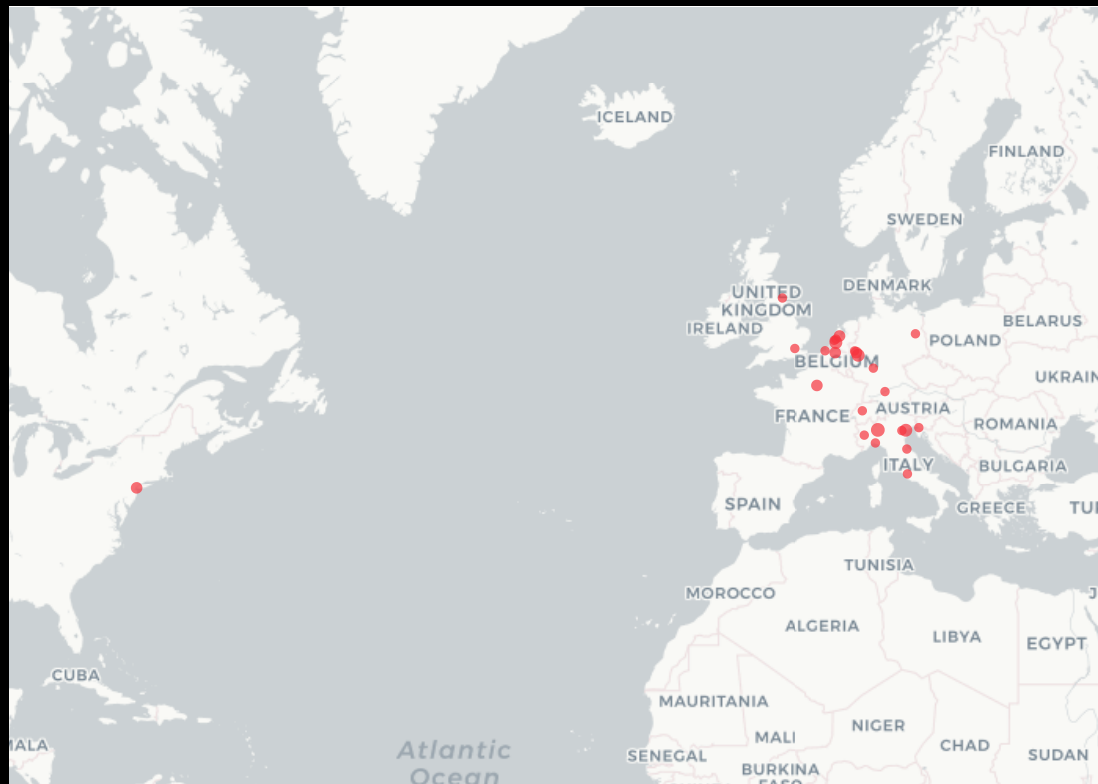 ICELAND
FINLAND
SWEDEN
DENMARK
UNITED
KINGDOM
IRELAND
BELARUS
POLAND
BELGIUM
UKRAIN
AUSTRIA
FRANCE
ROMANIA
ITALY
BULGARIA
SPAIN
GREECE
TU
TUNISIA
MOROCCO
J
ALGERIA
LIBYA
EGYPT
CUBA
MAURITANIA
NIGER
MALI
CHAD
ALA
Atlantic
Ocean
SENEGAL
SUDAN
BURKINA
FASO